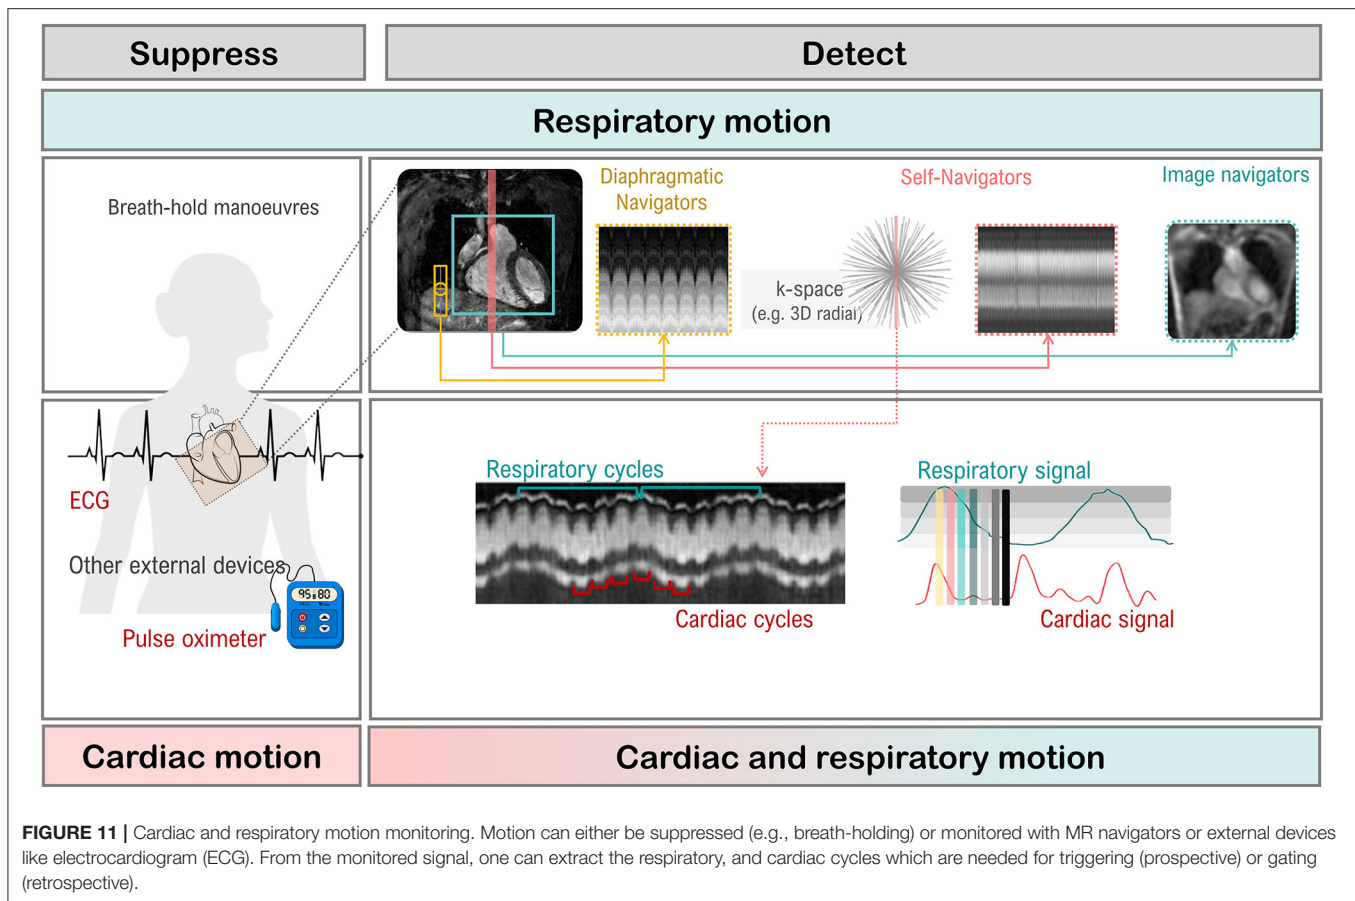 Suppress
Detect
Respiratory motion
Breath-hold manoeuvres
Diaphragmatic
Navigators
Self-Navigators
Image navigators
k-space
(e.g. 3D radial)
ECG
Other external devices
Pulse oximeter
Respiratory cycles
Cardiac cycles
Respiratory signal
Cardiac signal
Cardiac motion
Cardiac and respiratory motion
FIGURE 11 | Cardiac and respiratory motion monitoring. Motion can either be suppressed (e.g., breath-holding) or monitored with MR navigators or external devices
like electrocardiogram (ECG). From the monitored signal, one can extract the respiratory, and cardiac cycles which are needed for triggering (prospective) or gating
(retrospective).